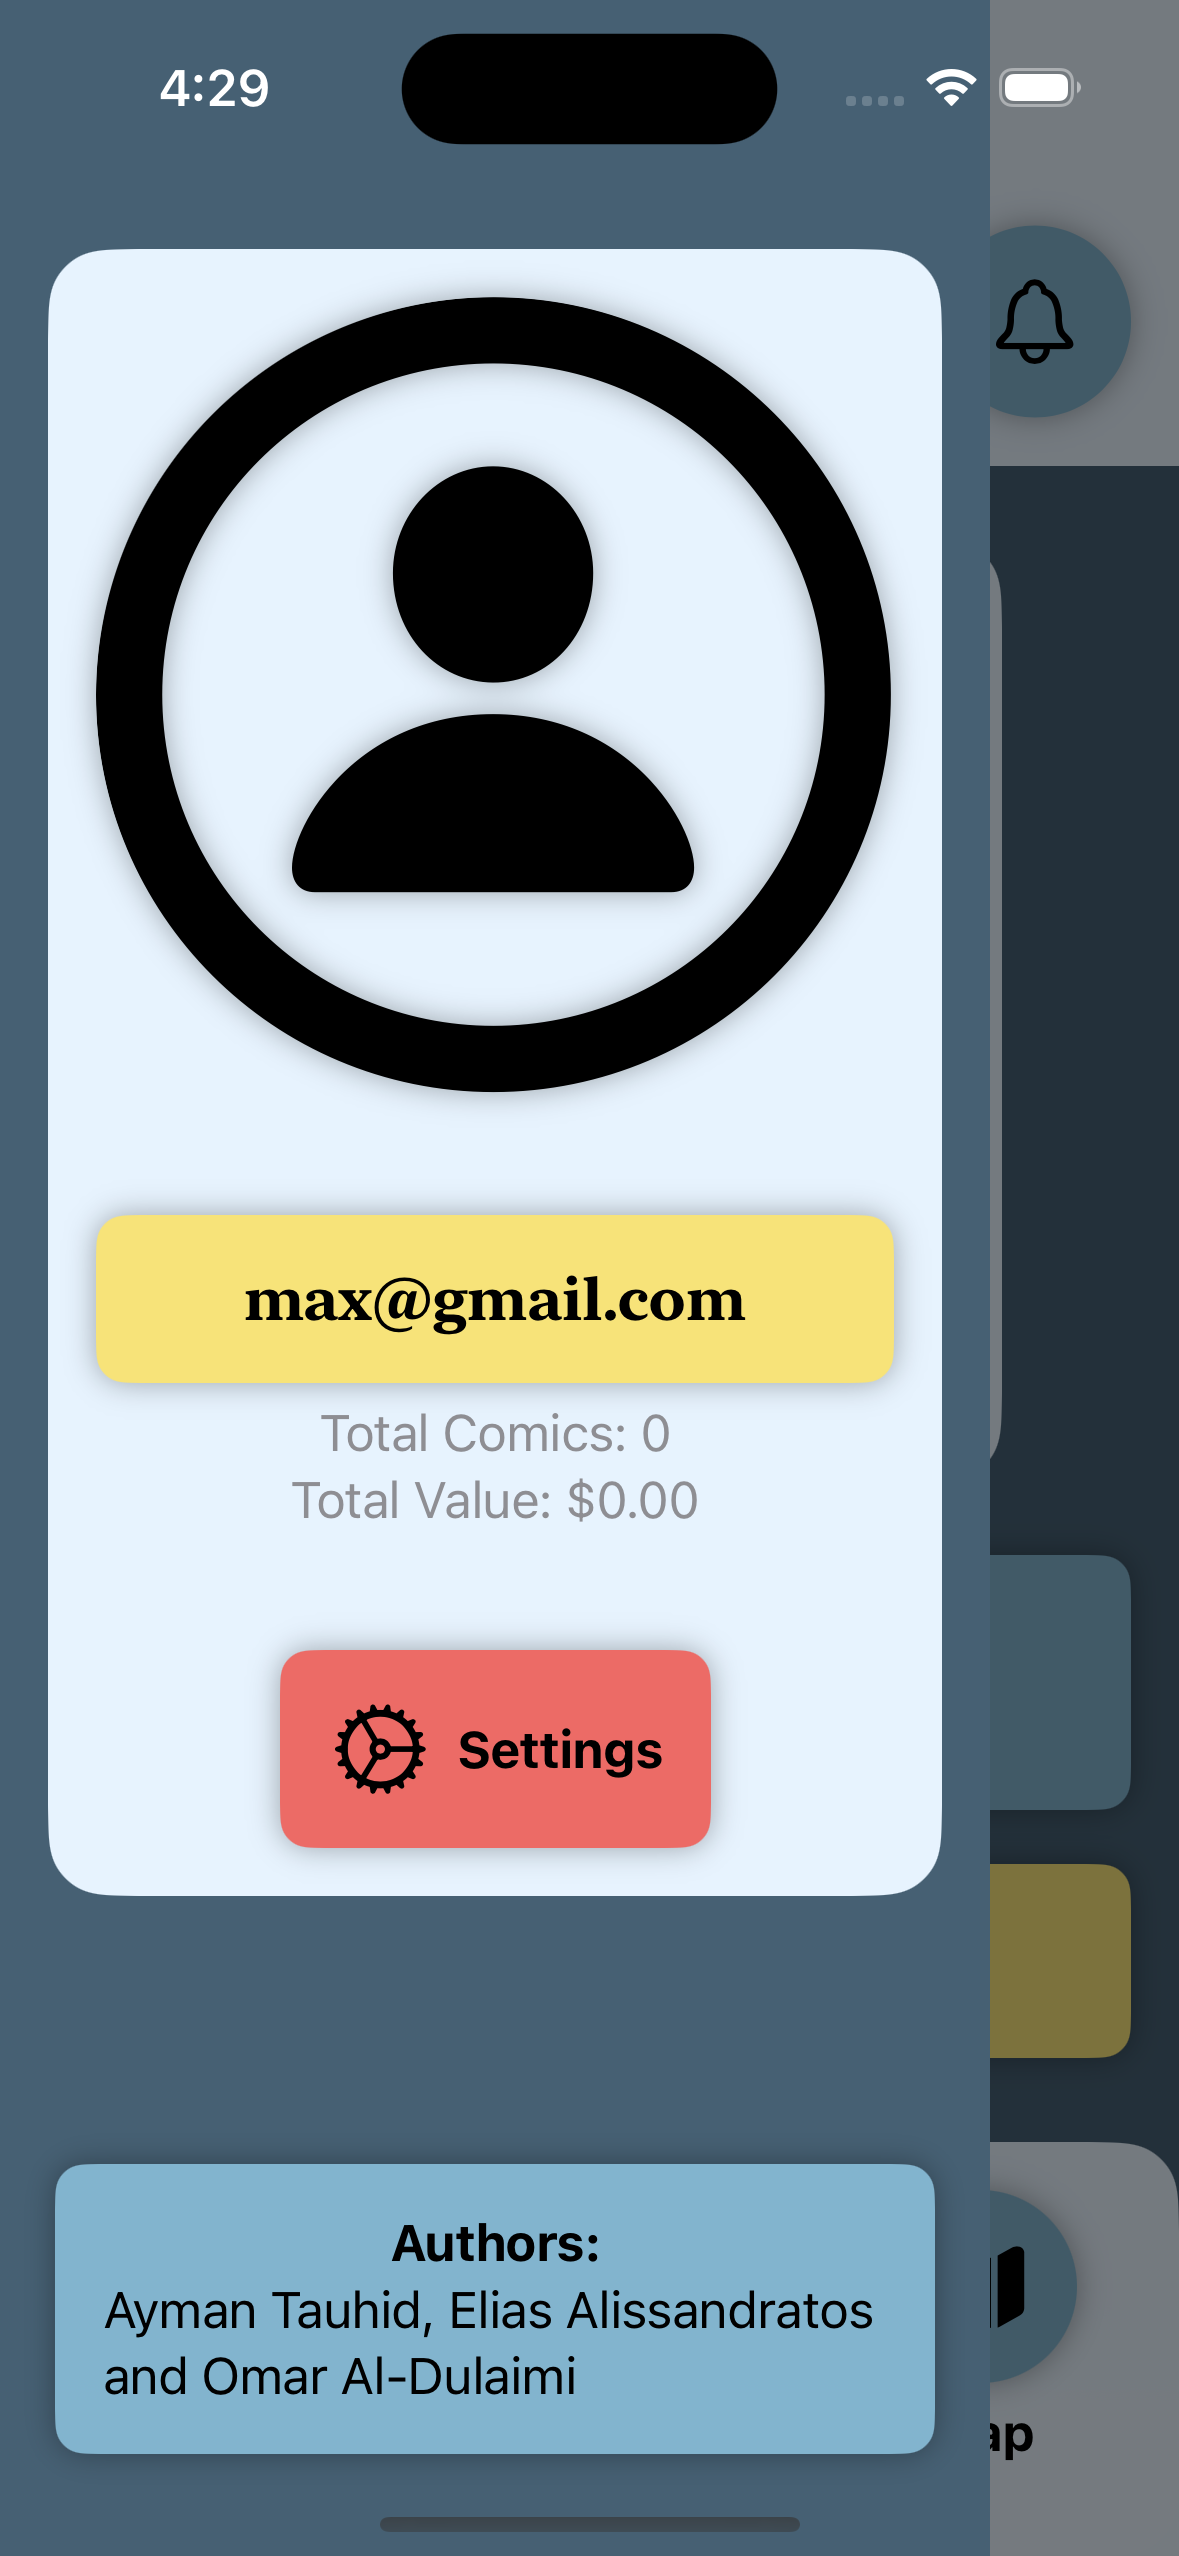 4:29
max@gmail.com
Total Comics: 0
Total Value: $0.00
Settings
Authors:
Ayman Tauhid, Elias Alissandratos
and Omar Al-Dulaimi